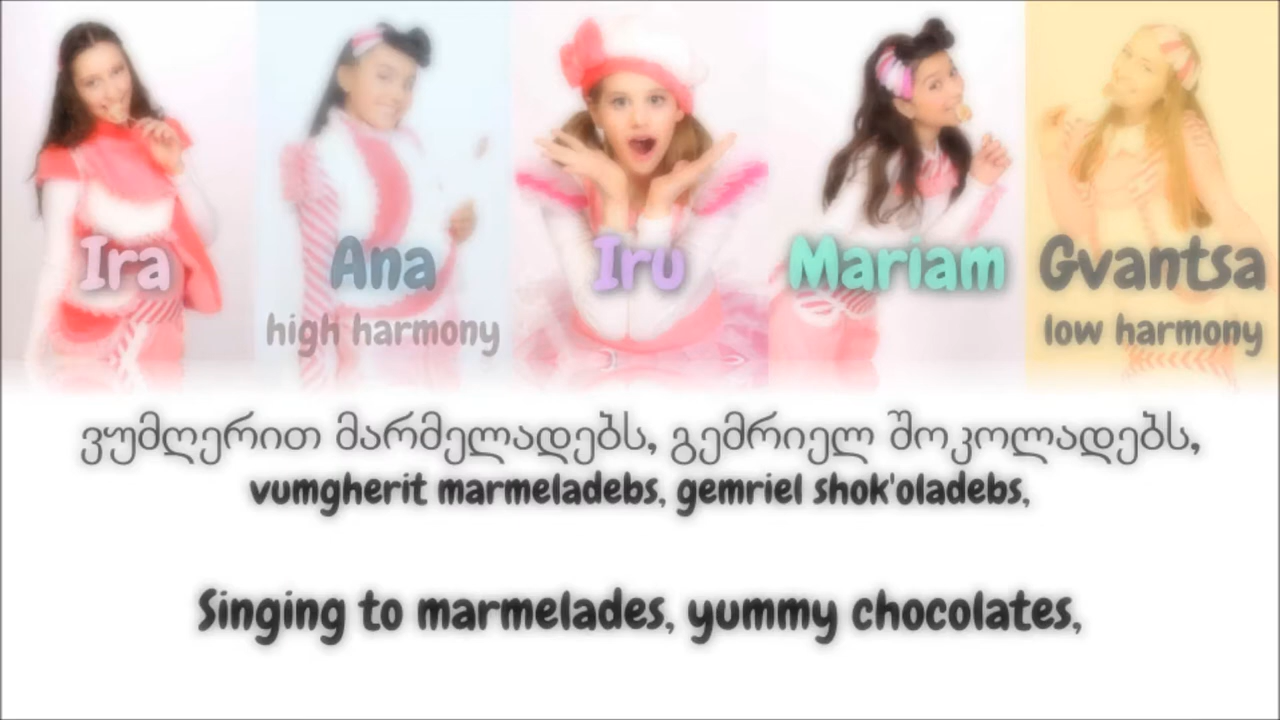 Ira Ana Iru Mariam Gvantsa
high harmony low harmony
ვუმღერით მარმელადებს, გემრიელ შოკოლადებს,
vumgherit marmeladebs, gemriel shok'oladebs,
Singing to marmelades, yummy chocolates,